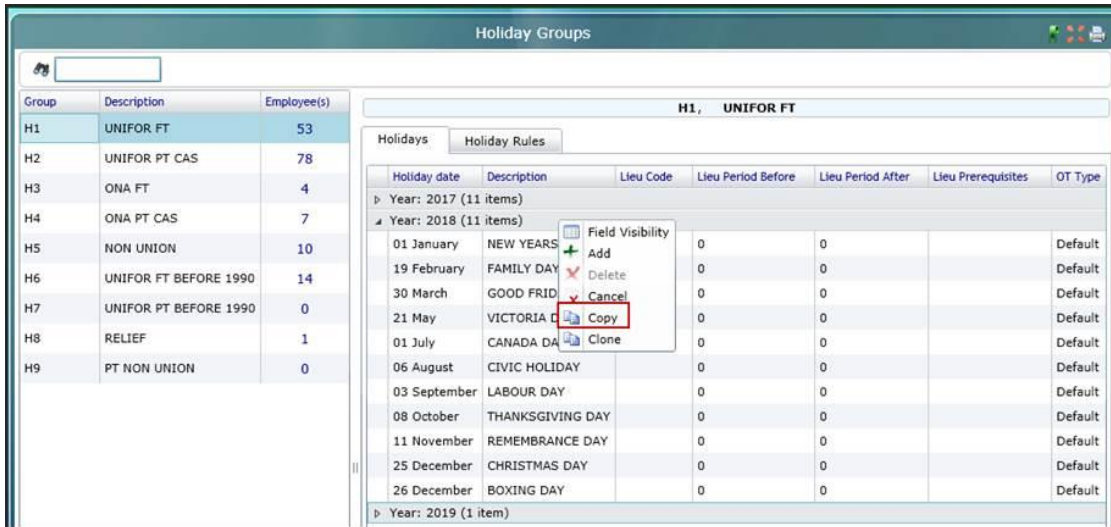 Holiday Groups
Group Description Employee(s)
H1 UNIFOR FT 53
H2 UNIFOR PT CAS 78
H3 ONA FT 4
H4 ONA PT CAS 7
H5 NON UNION 10
H6 UNIFOR FT BEFORE 1990 14
H7 UNIFOR PT BEFORE 1990 0
H8 RELIEF 1
H9 PT NON UNION 0
H1, UNIFOR FT
Holidays Holiday Rules
Holiday date Description Lieu Code Lieu Period Before Lieu Period After Lieu Prerequisites OT Type
Year: 2017 (11 items)
Year: 2018 (11 items)
01 January NEW YEARS 0 0 Default
19 February FAMILY DAY 0 0 Default
30 March GOOD FRID 0 0 Default
21 May VICTORIA D 0 0 Default
01 July CANADA DA 0 0 Default
06 August CIVIC HOLIDAY 0 0 Default
03 September LABOUR DAY 0 0 Default
08 October THANKSGIVING DAY 0 0 Default
11 November REMEMBRANCE DAY 0 0 Default
25 December CHRISTMAS DAY 0 0 Default
26 December BOXING DAY 0 0 Default
Year: 2019 (1 item)
Field Visibility
Add
Delete
Cancel
Copy
Clone